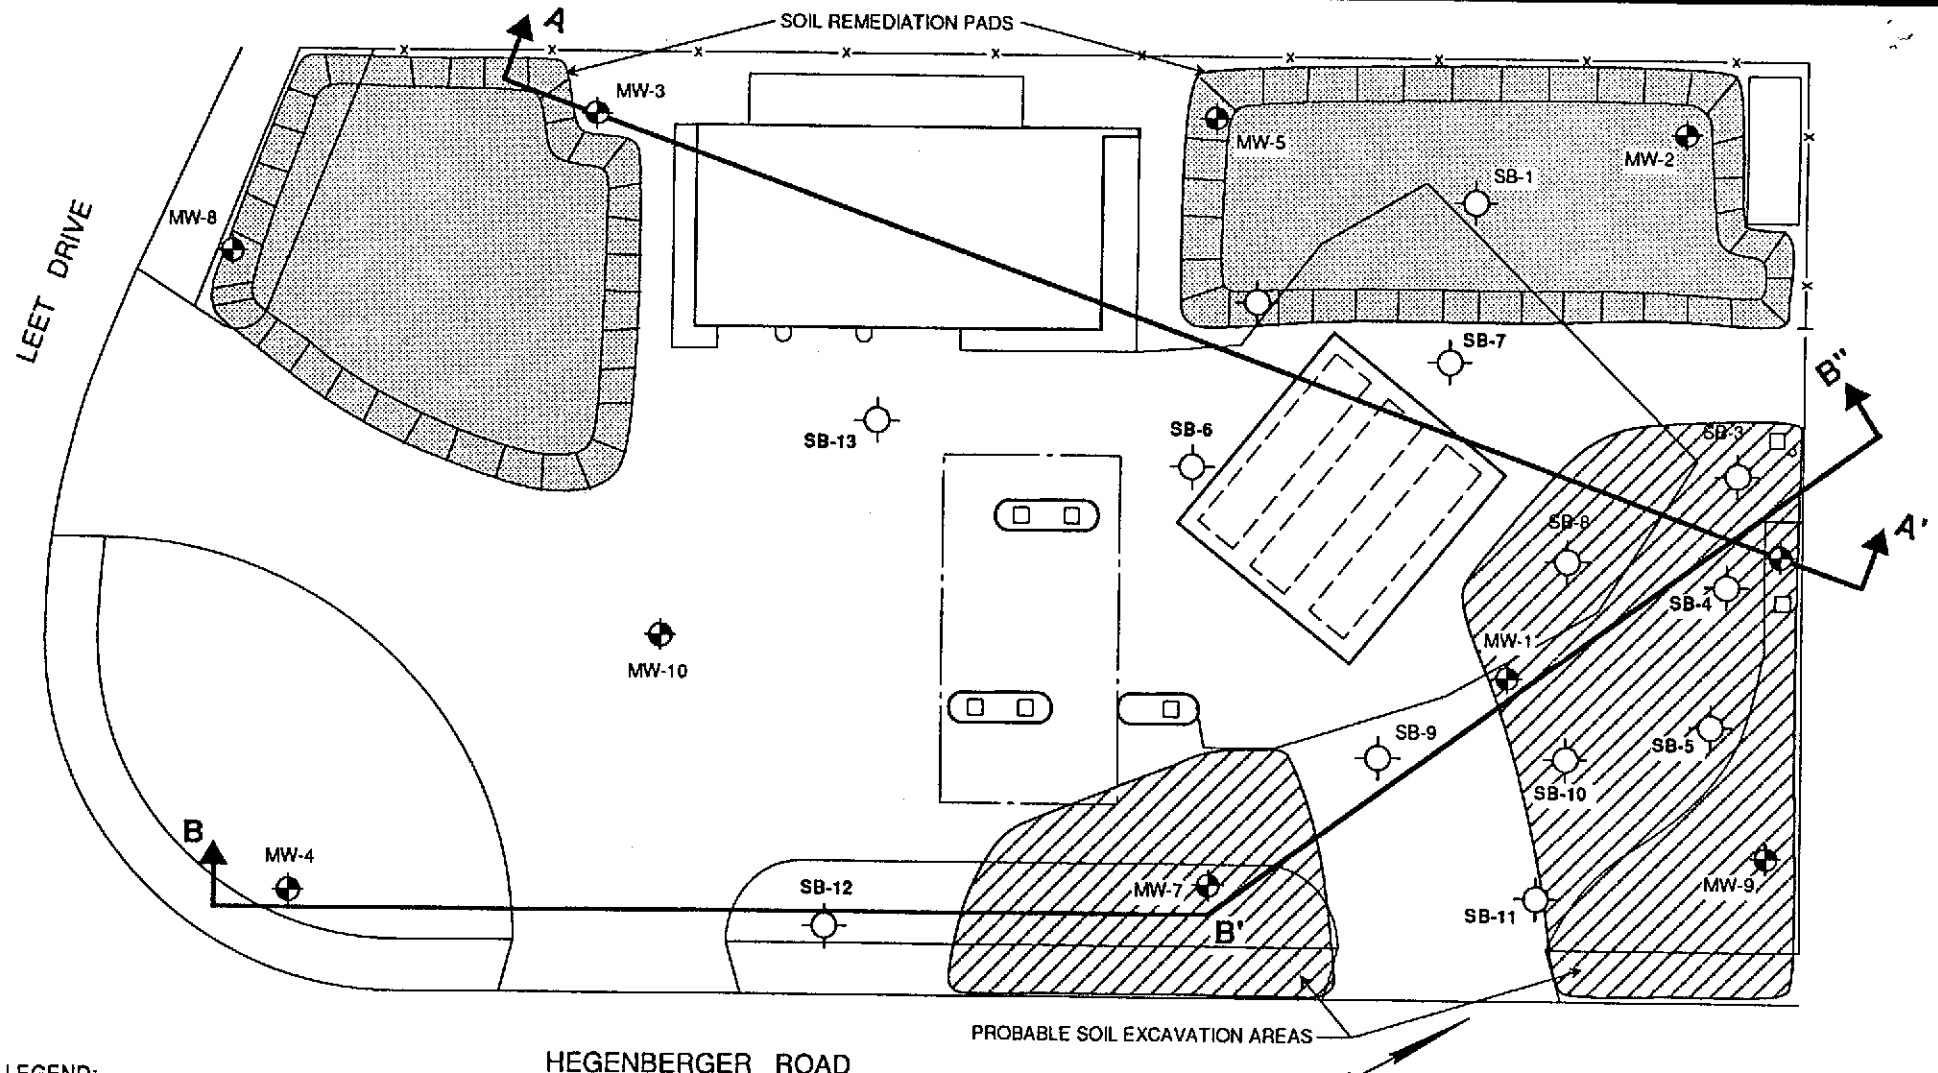 A
SOIL REMEDIATION PADS
MW-3
MW-5
MW-2
SB-1
MW-8
LEET DRIVE
SB-7
B"
SB-13
SB-6
SB-3
SB-8
A'
SB-4
MW-1
MW-10
SB-9
SB-5
SB-10
B
MW-4
SB-12
MW-7
MW-9
SB-11
B'
PROBABLE SOIL EXCAVATION AREAS
HEGENBERGER ROAD
LEGEND: